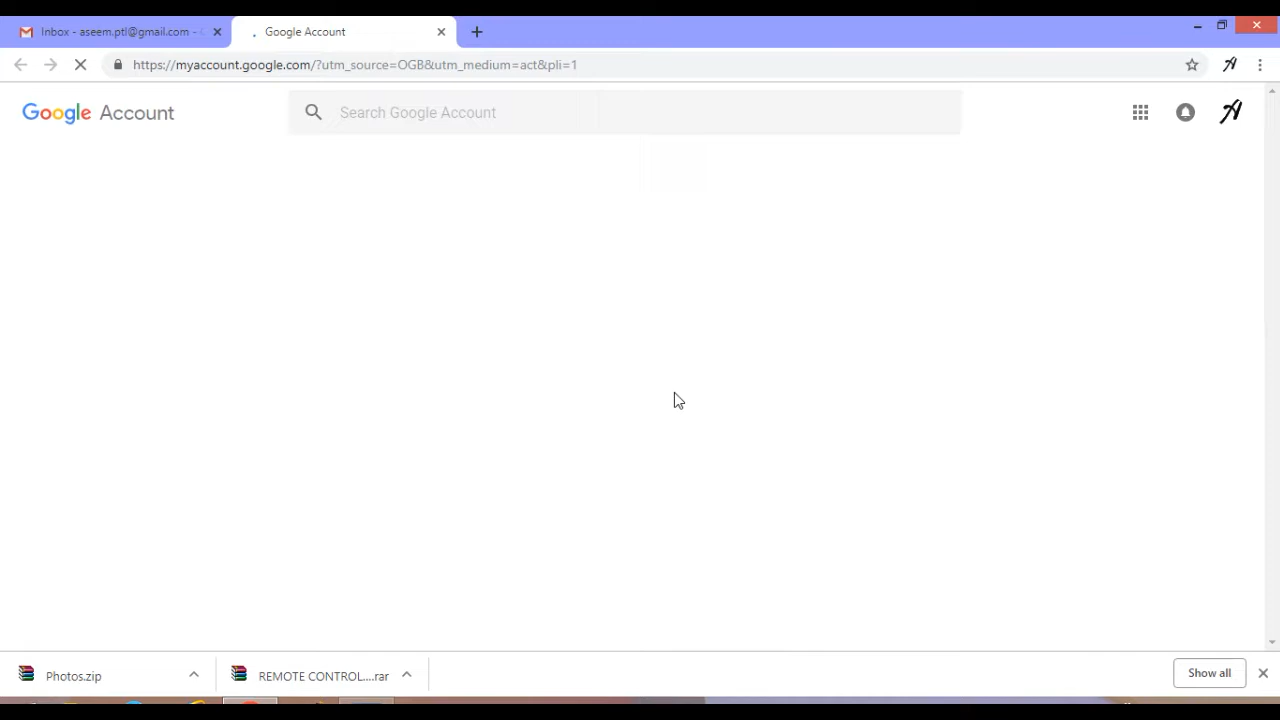 Inbox - aseem.ptl@gmail.com -
Google Account
https://myaccount.google.com/?utm_source=OGB&utm_medium=act&pli=1
Google Account
Search Google Account
A
Photos.zip
REMOTE CONTROL....rar
Show all